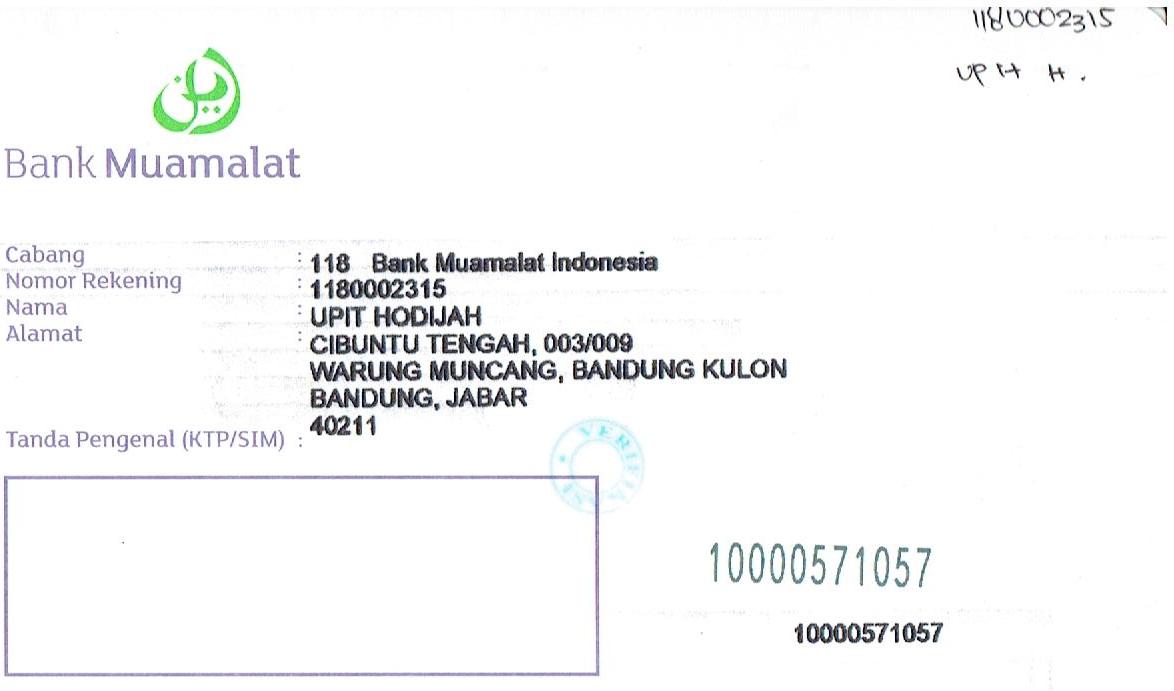 1180002315
UPIT H.
Bank Muamalat
Cabang : 118 Bank Muamalat Indonesia
Nomor Rekening : 1180002315
Nama : UPIT HODIJAH
Alamat : CIBUNTU TENGAH, 003/009
WARUNG MUNCANG, BANDUNG KULON
BANDUNG, JABAR
40211
Tanda Pengenal (KTP/SIM) :
VERIFIKASI
10000571057
10000571057